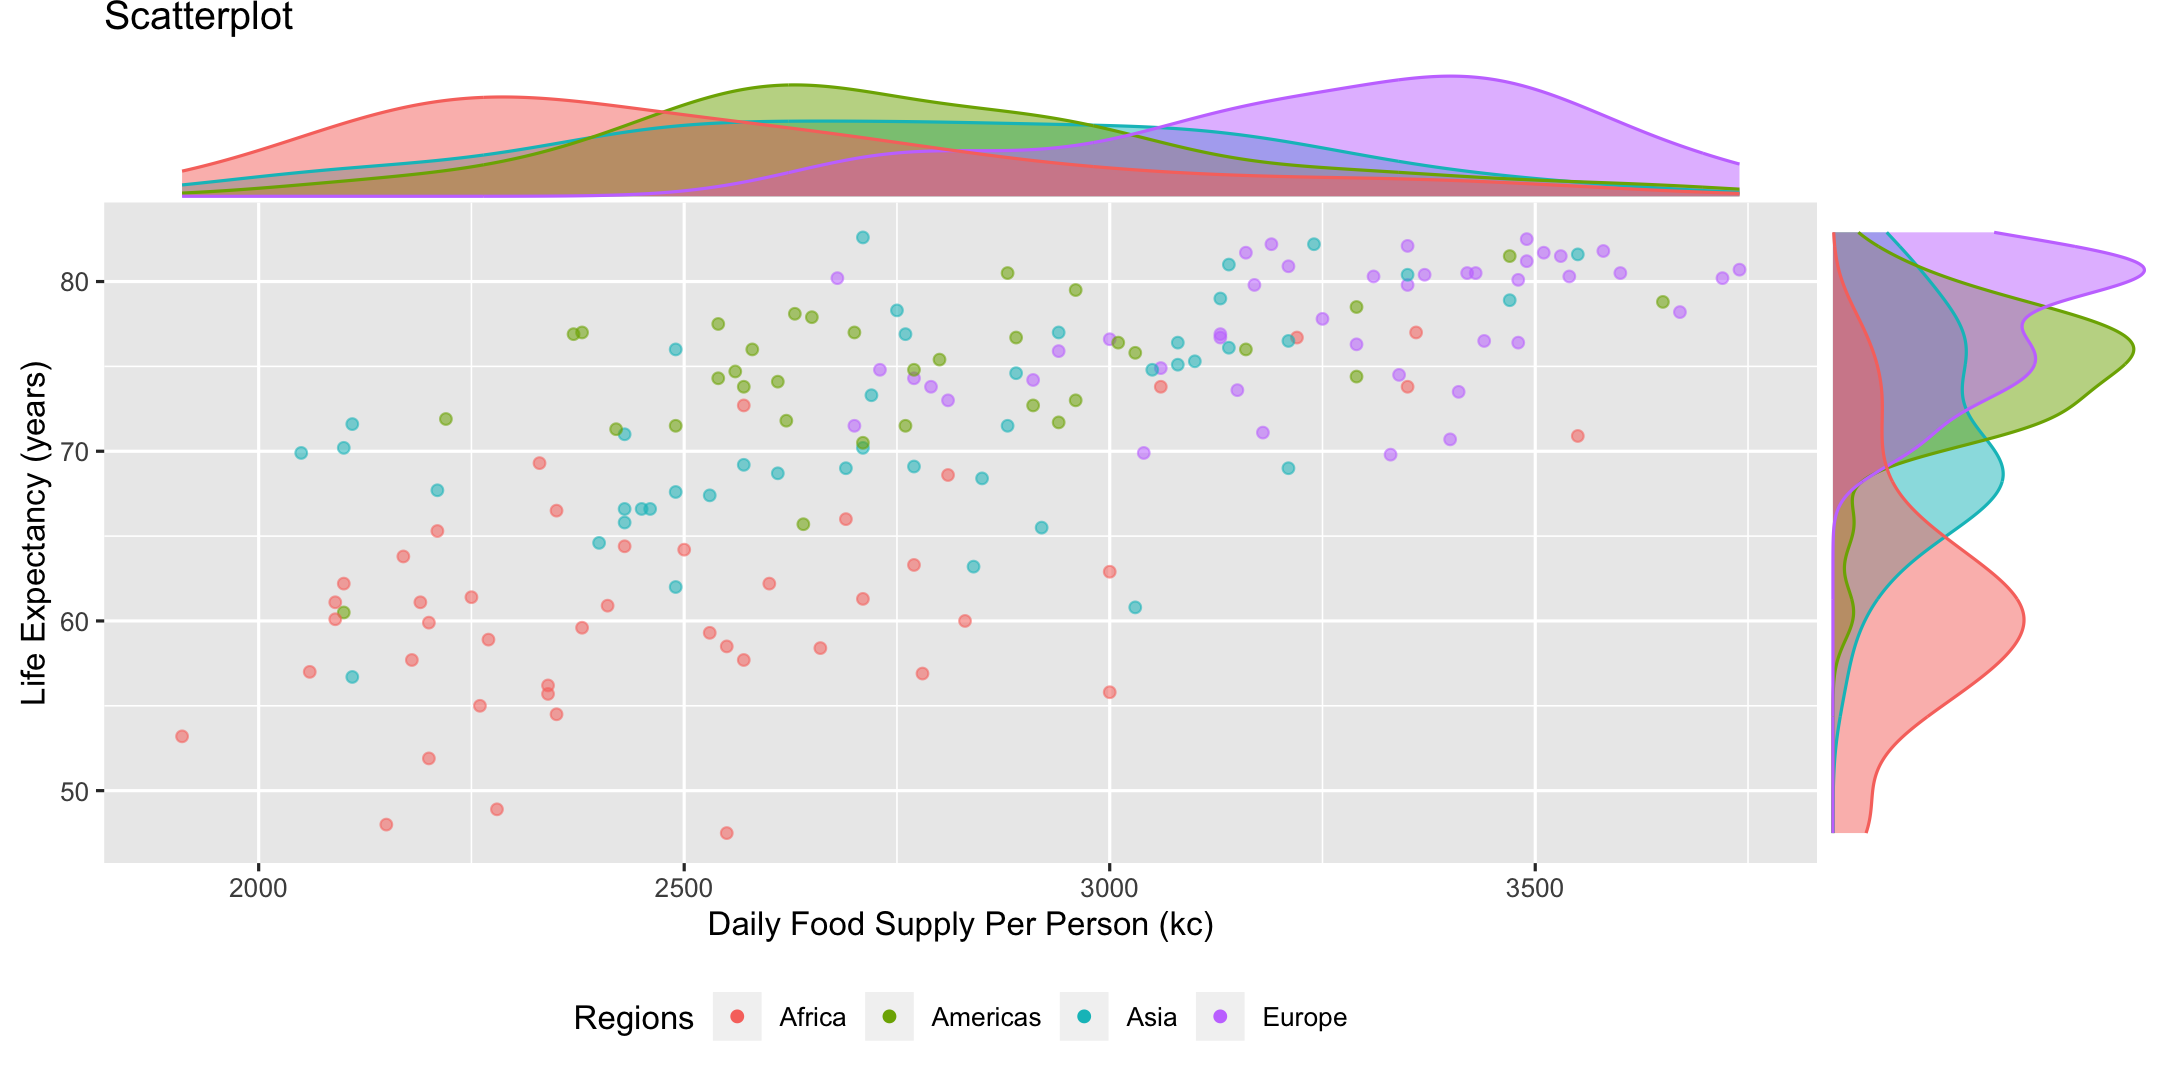 Scatterplot
80
70
60
50
Life Expectancy (years)
2000 2500 3000 3500
Daily Food Supply Per Person (kc)
Regions Africa Americas Asia Europe